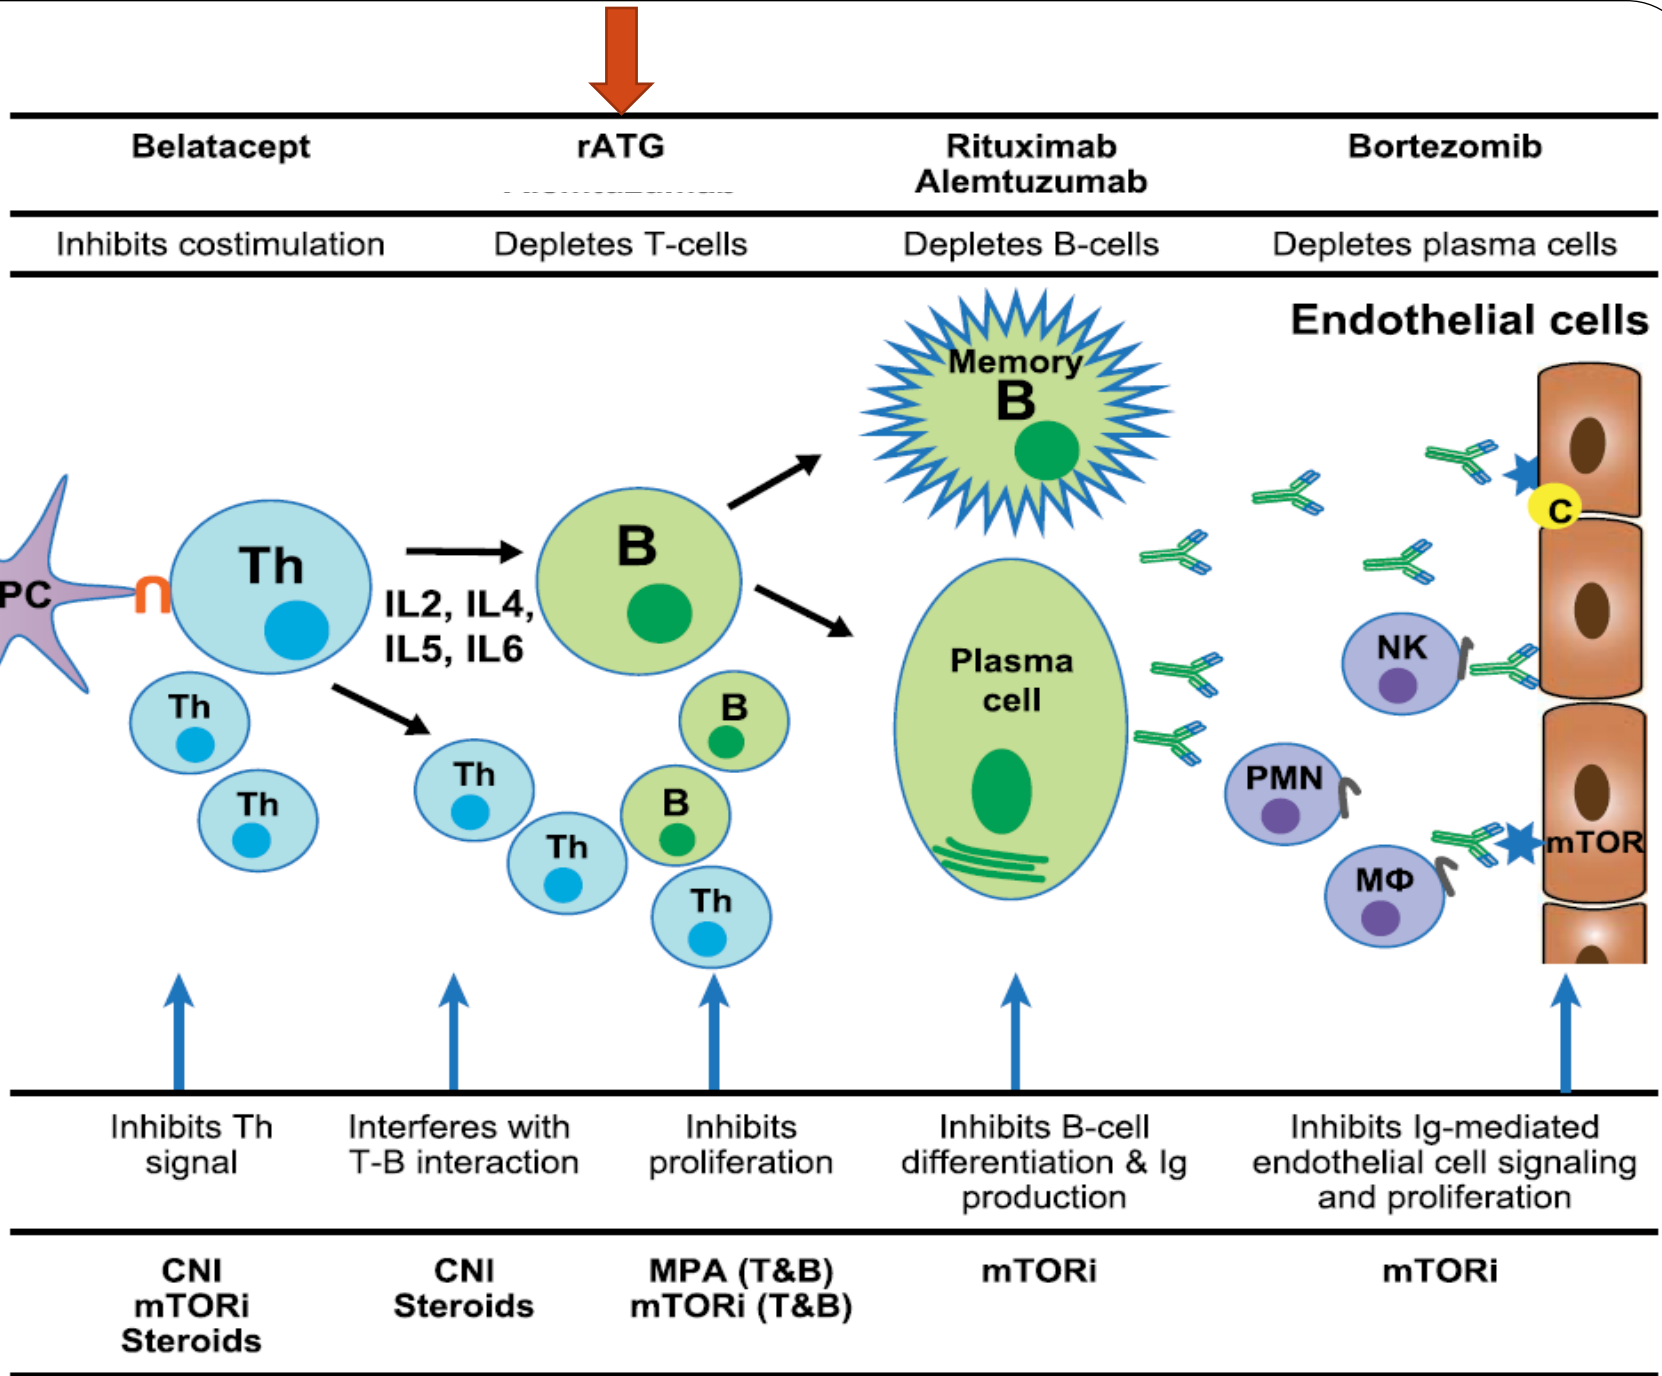 Belatacept
rATG
Rituximab
Alemtuzumab
Bortezomib
Inhibits costimulation
Depletes T-cells
Depletes B-cells
Depletes plasma cells
Endothelial cells
Memory
B
C
PC
Th
IL2, IL4,
IL5, IL6
B
Plasma
cell
NK
Th
Th
B
Th
B
Th
Th
PMN
MΦ
mTOR
Inhibits Th
signal
Interferes with
T-B interaction
Inhibits
proliferation
Inhibits B-cell
differentiation & Ig
production
Inhibits Ig-mediated
endothelial cell signaling
and proliferation
CNI
mTORi
Steroids
CNI
Steroids
MPA (T&B)
mTORi (T&B)
mTORi
mTORi